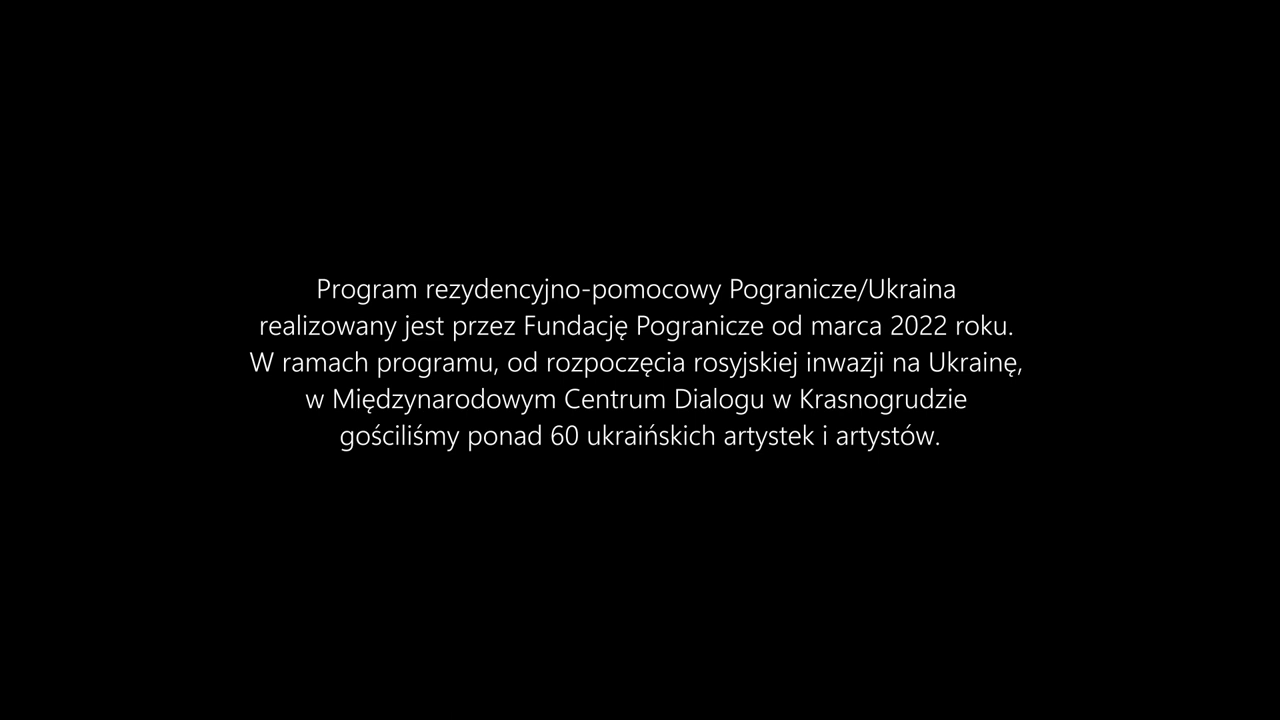 Program rezydencyjno-pomocowy Pogranicze/Ukraina
realizowany jest przez Fundację Pogranicze od marca 2022 roku.
W ramach programu, od rozpoczęcia rosyjskiej inwazji na Ukrainę,
w Międzynarodowym Centrum Dialogu w Krasnogrudzie
gościliśmy ponad 60 ukraińskich artystek i artystów.